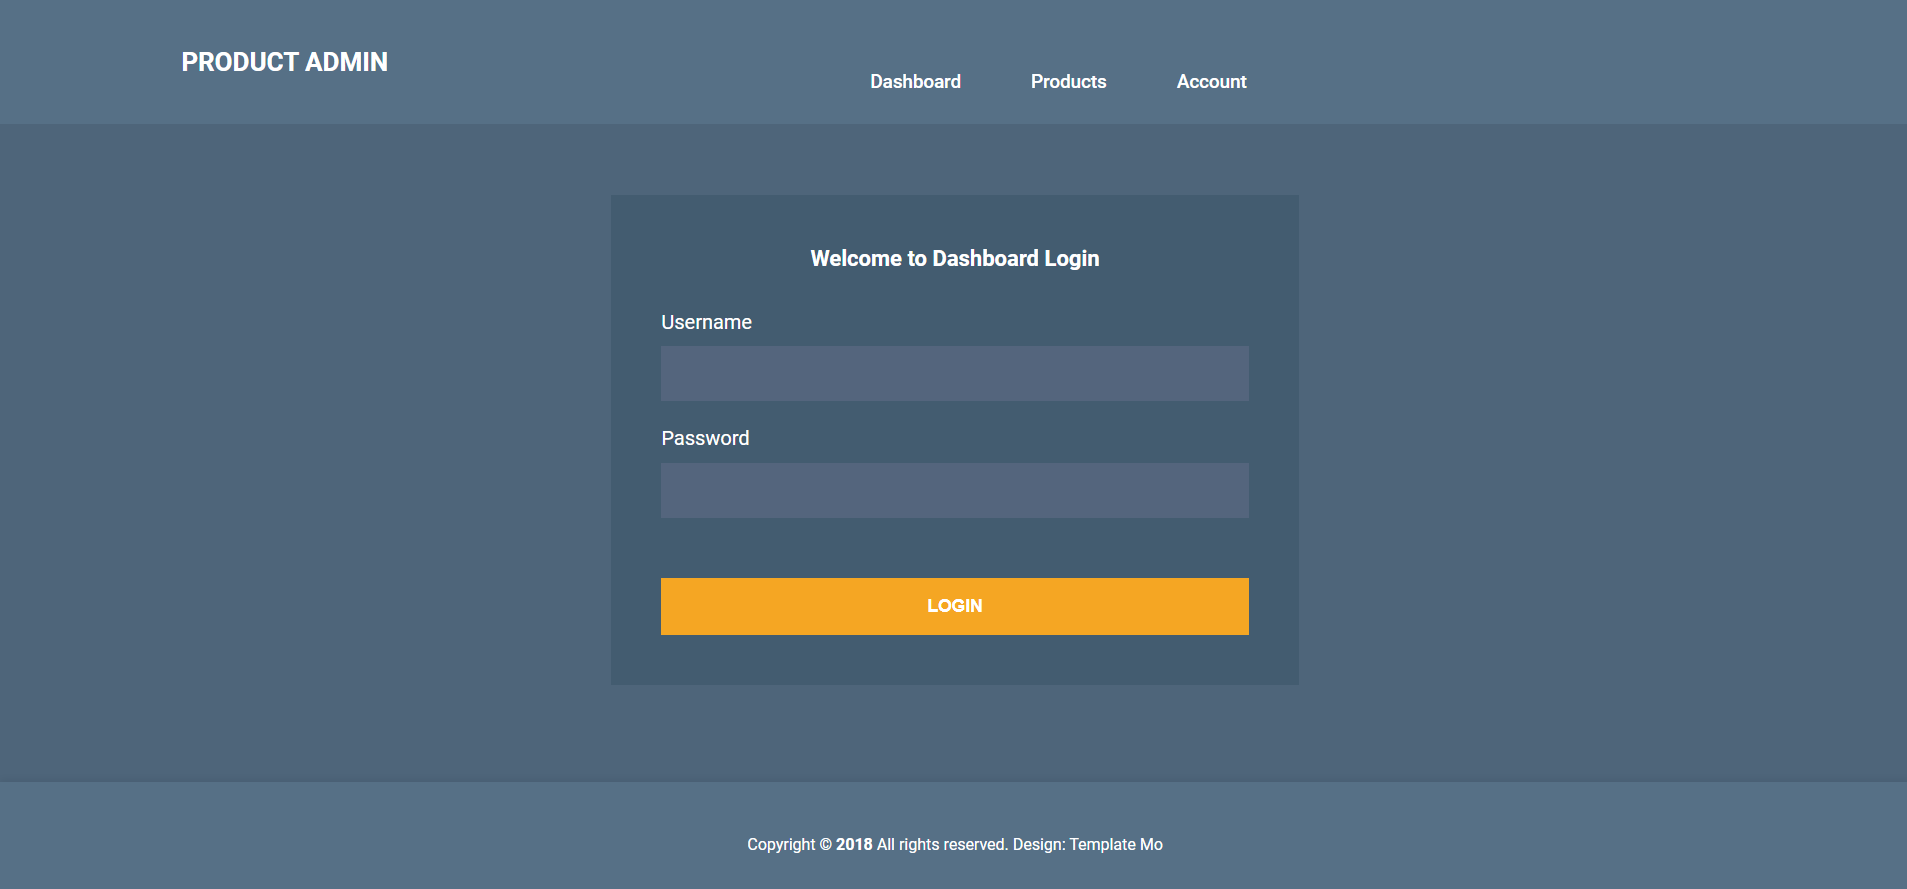 PRODUCT ADMIN
Dashboard Products Account
Welcome to Dashboard Login
Username
Password
LOGIN
Copyright © 2018 All rights reserved. Design: Template Mo